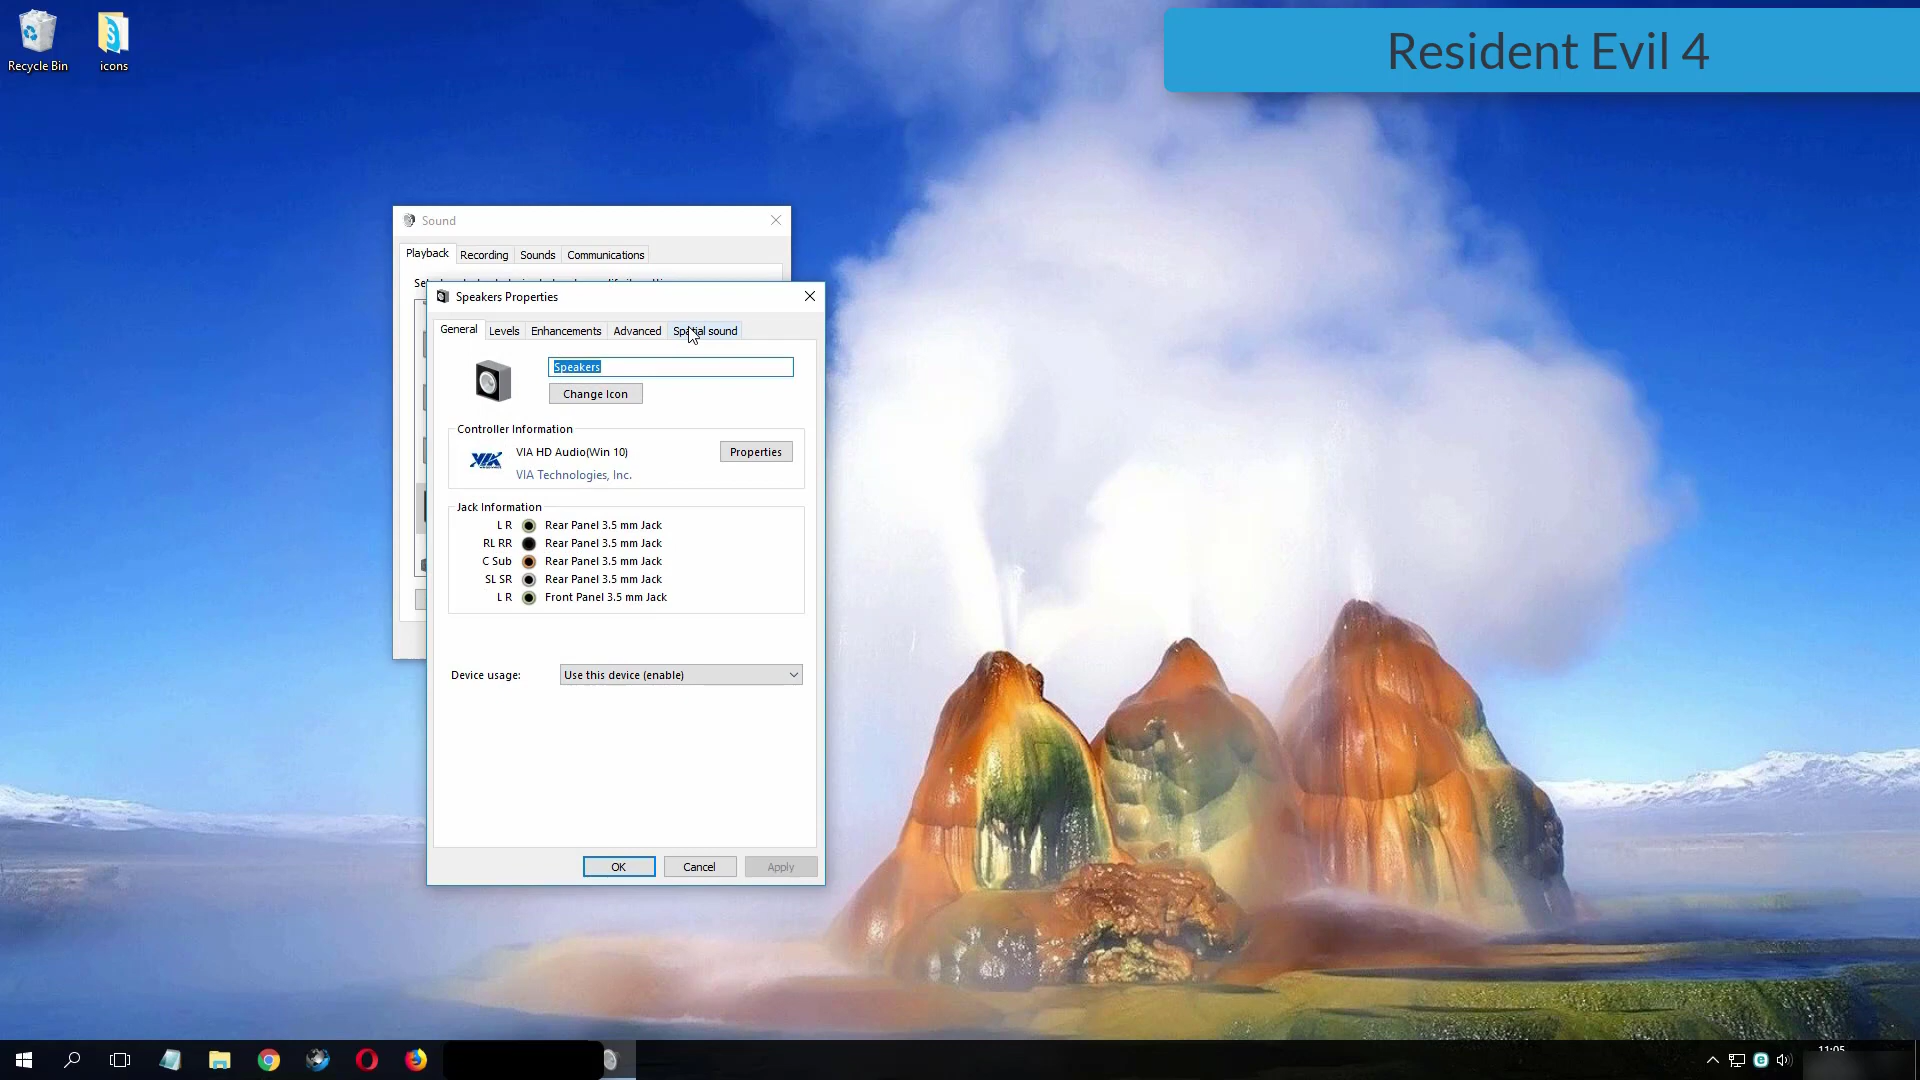 Resident Evil 4
Recycle Bin
icons
Sound
Playback
Recording
Sounds
Communications
Speakers Properties
General
Levels
Enhancements
Advanced
Spatial sound
Speakers
Change Icon
Controller Information
VIA HD Audio(Win 10)
Properties
VIA Technologies, Inc.
Jack Information
L R Rear Panel 3.5 mm Jack
RL RR Rear Panel 3.5 mm Jack
C Sub Rear Panel 3.5 mm Jack
SL SR Rear Panel 3.5 mm Jack
L R Front Panel 3.5 mm Jack
Device usage:
Use this device (enable)
OK
Cancel
Apply
11:05